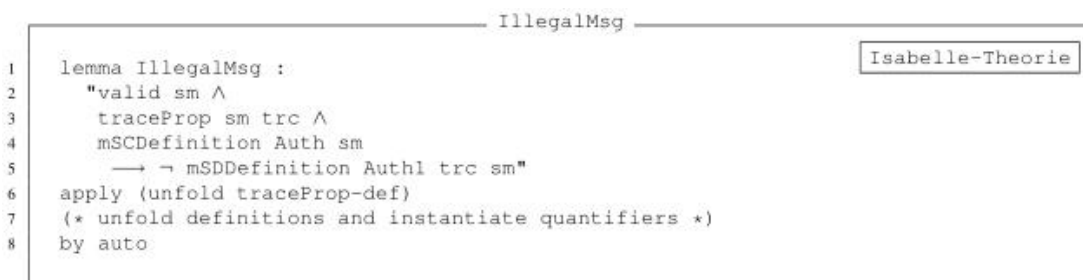 IllegalMsg
Isabelle-Theorie
1 lemma IllegalMsg :
2 "valid sm ∧
3 traceProp sm trc ∧
4 mSCDefinition Auth sm
5 ⟶ ¬ mSDDefinition Auth1 trc sm"
6 apply (unfold traceProp-def)
7 (* unfold definitions and instantiate quantifiers *)
8 by auto